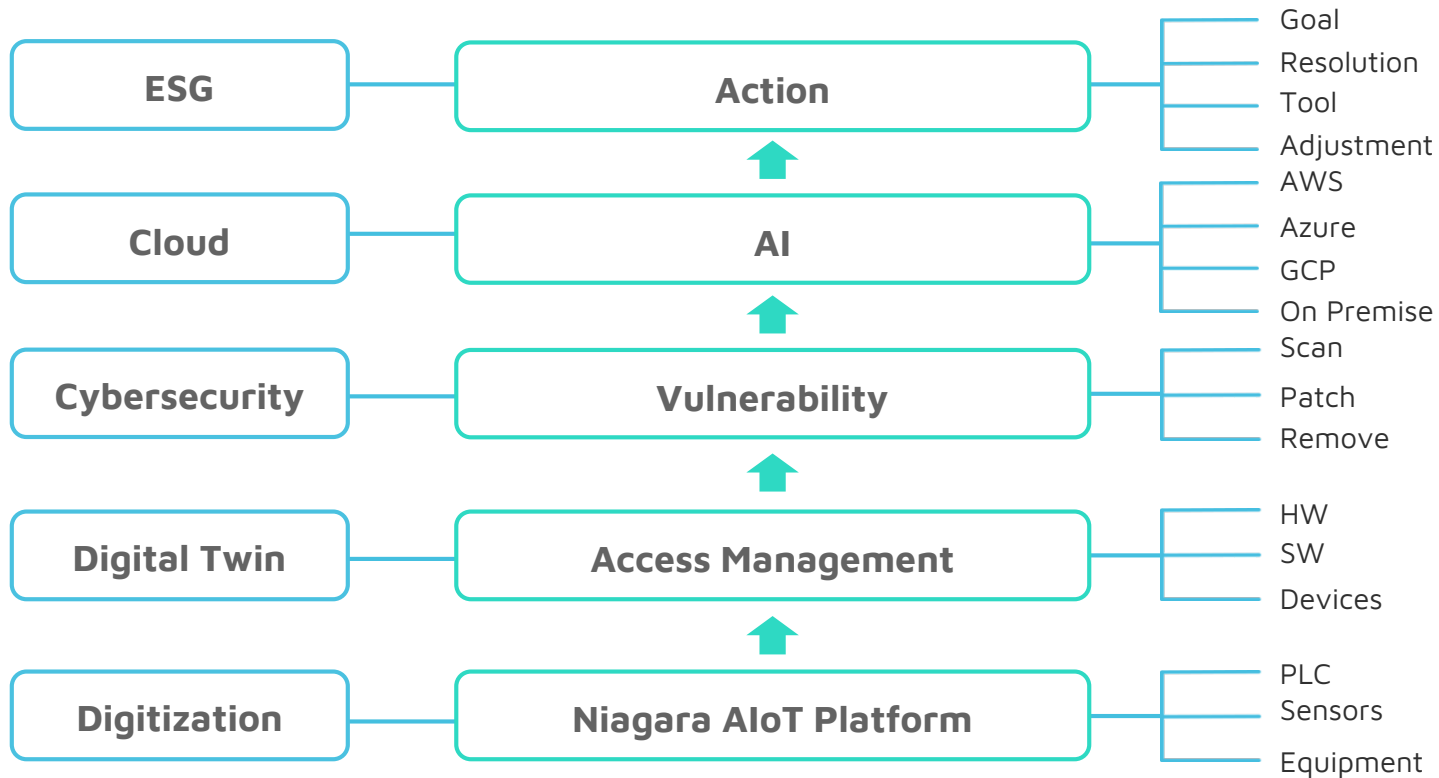 ESG
Action
Goal
Resolution
Tool
Adjustment
Cloud
AI
AWS
Azure
GCP
On Premise
Cybersecurity
Vulnerability
Scan
Patch
Remove
Digital Twin
Access Management
HW
SW
Devices
Digitization
Niagara AIoT Platform
PLC
Sensors
Equipment